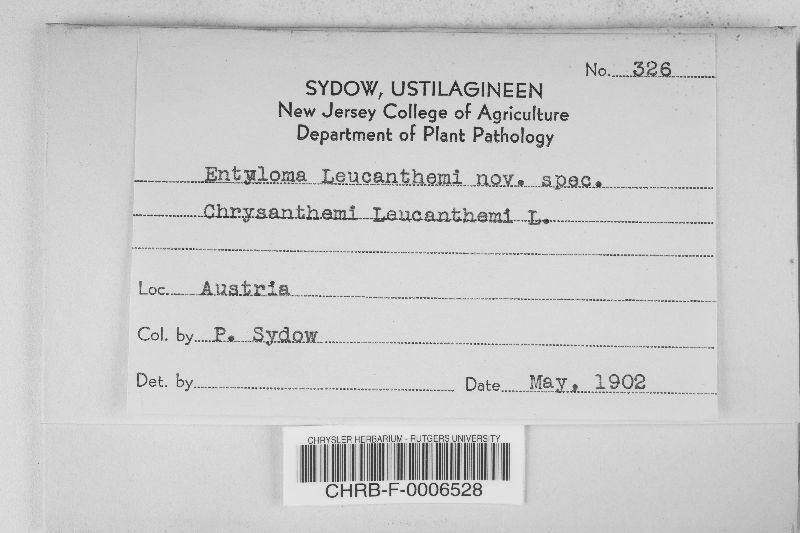 No. 326
SYDOW, USTILAGINEEN
New Jersey College of Agriculture
Department of Plant Pathology
Entyloma Leucanthemi nov. spec.
Chrysanthemi Leucanthemi L.
Loc. Austria
Col. by P. Sydow
Det. by Date May, 1902
CHRYSLER HERBARIUM - RUTGERS UNIVERSITY
CHRB-F-0006528